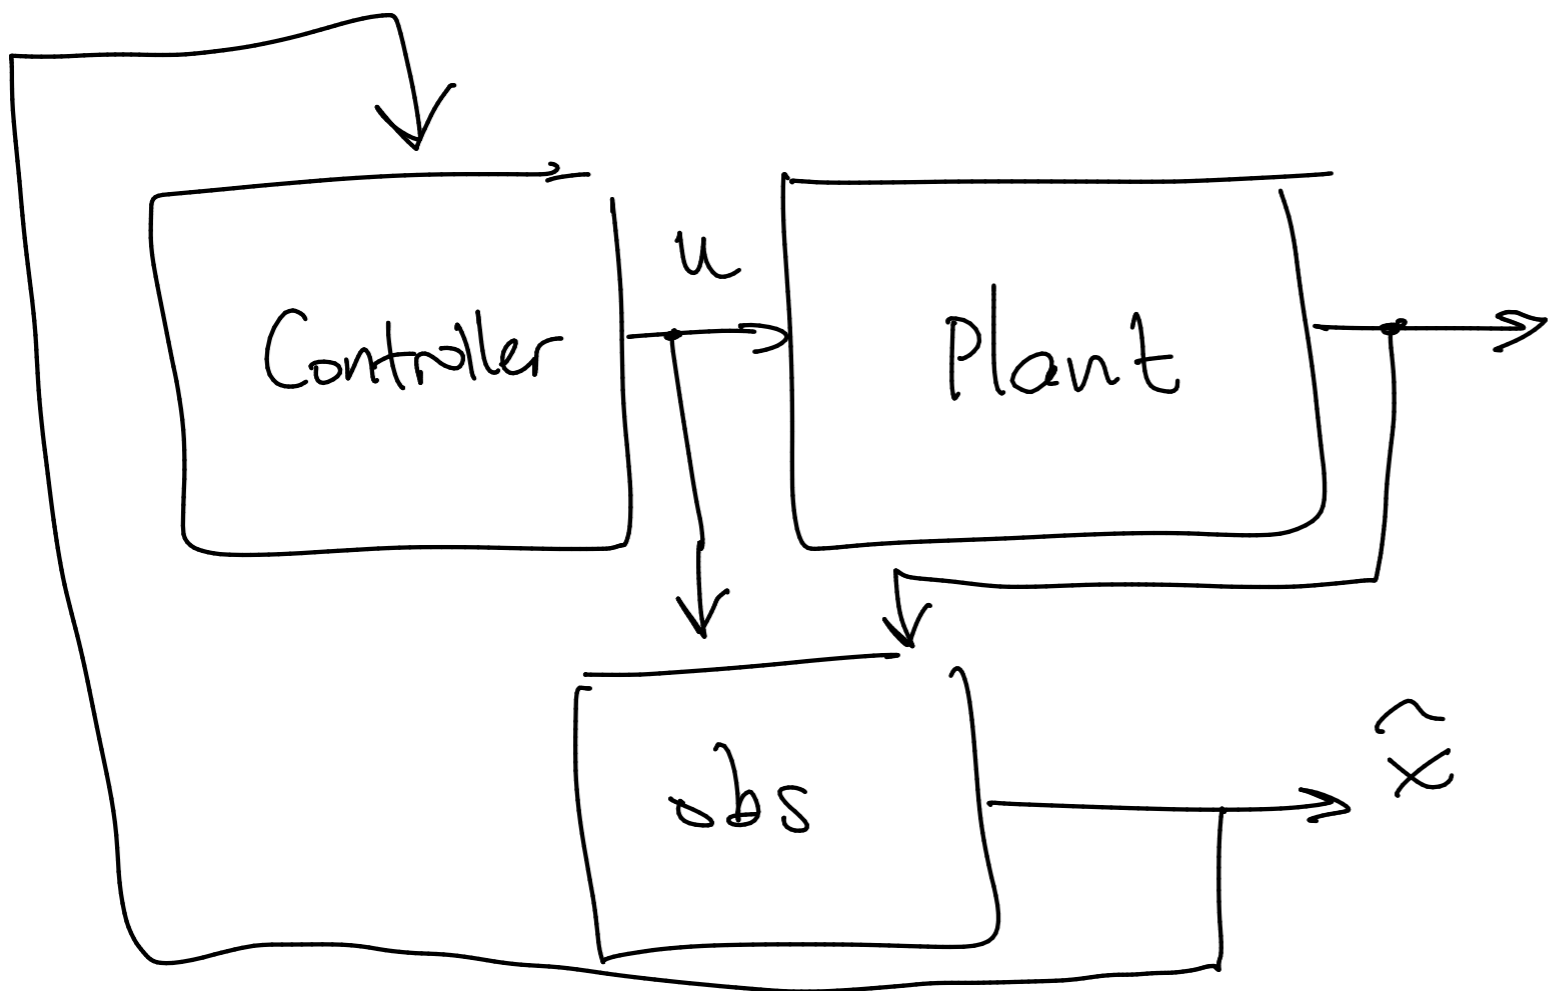 u
Controller
Plant
x̃
obs